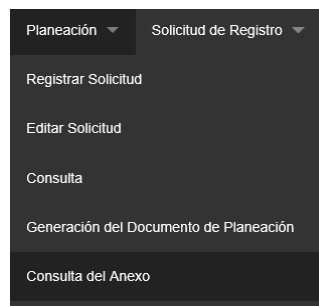 Planeación Solicitud de Registro
Registrar Solicitud
Editar Solicitud
Consulta
Generación del Documento de Planeación
Consulta del Anexo